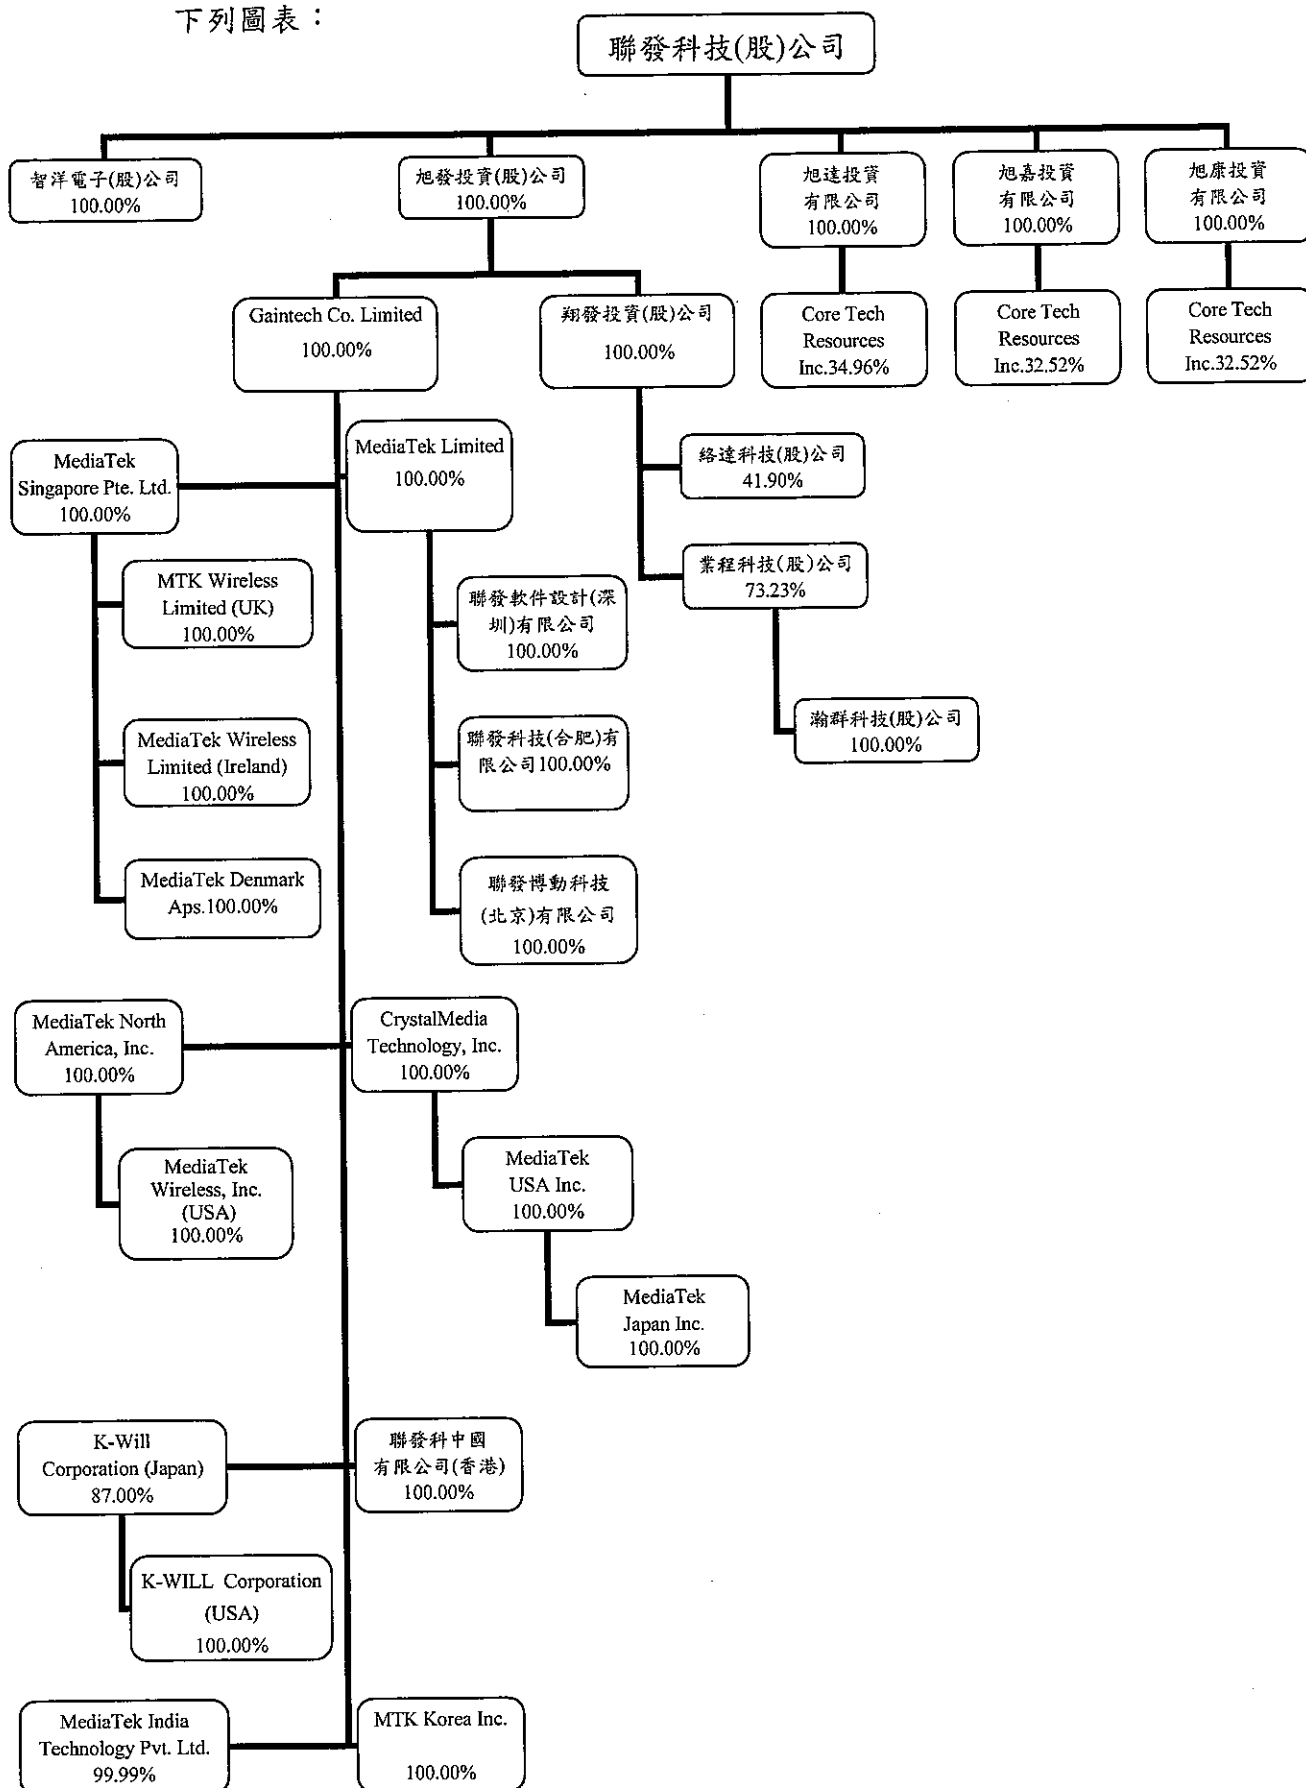 下列圖表：
聯發科技(股)公司
智洋電子(股)公司
100.00%
旭發投資(股)公司
100.00%
旭達投資
有限公司
100.00%
旭嘉投資
有限公司
100.00%
旭康投資
有限公司
100.00%
Gaintech Co. Limited
100.00%
翔發投資(股)公司
100.00%
Core Tech
Resources
Inc.34.96%
Core Tech
Resources
Inc.32.52%
Core Tech
Resources
Inc.32.52%
MediaTek
Singapore Pte. Ltd.
100.00%
MediaTek Limited
100.00%
絡達科技(股)公司
41.90%
業程科技(股)公司
73.23%
MTK Wireless
Limited (UK)
100.00%
聯發軟件設計(深
圳)有限公司
100.00%
瀚群科技(股)公司
100.00%
MediaTek Wireless
Limited (Ireland)
100.00%
聯發科技(合肥)有
限公司100.00%
MediaTek Denmark
Aps.100.00%
聯發博動科技
(北京)有限公司
100.00%
MediaTek North
America, Inc.
100.00%
CrystalMedia
Technology, Inc.
100.00%
MediaTek
Wireless, Inc.
(USA)
100.00%
MediaTek
USA Inc.
100.00%
MediaTek
Japan Inc.
100.00%
K-Will
Corporation (Japan)
87.00%
聯發科中國
有限公司(香港)
100.00%
K-WILL Corporation
(USA)
100.00%
MediaTek India
Technology Pvt. Ltd.
99.99%
MTK Korea Inc.
100.00%